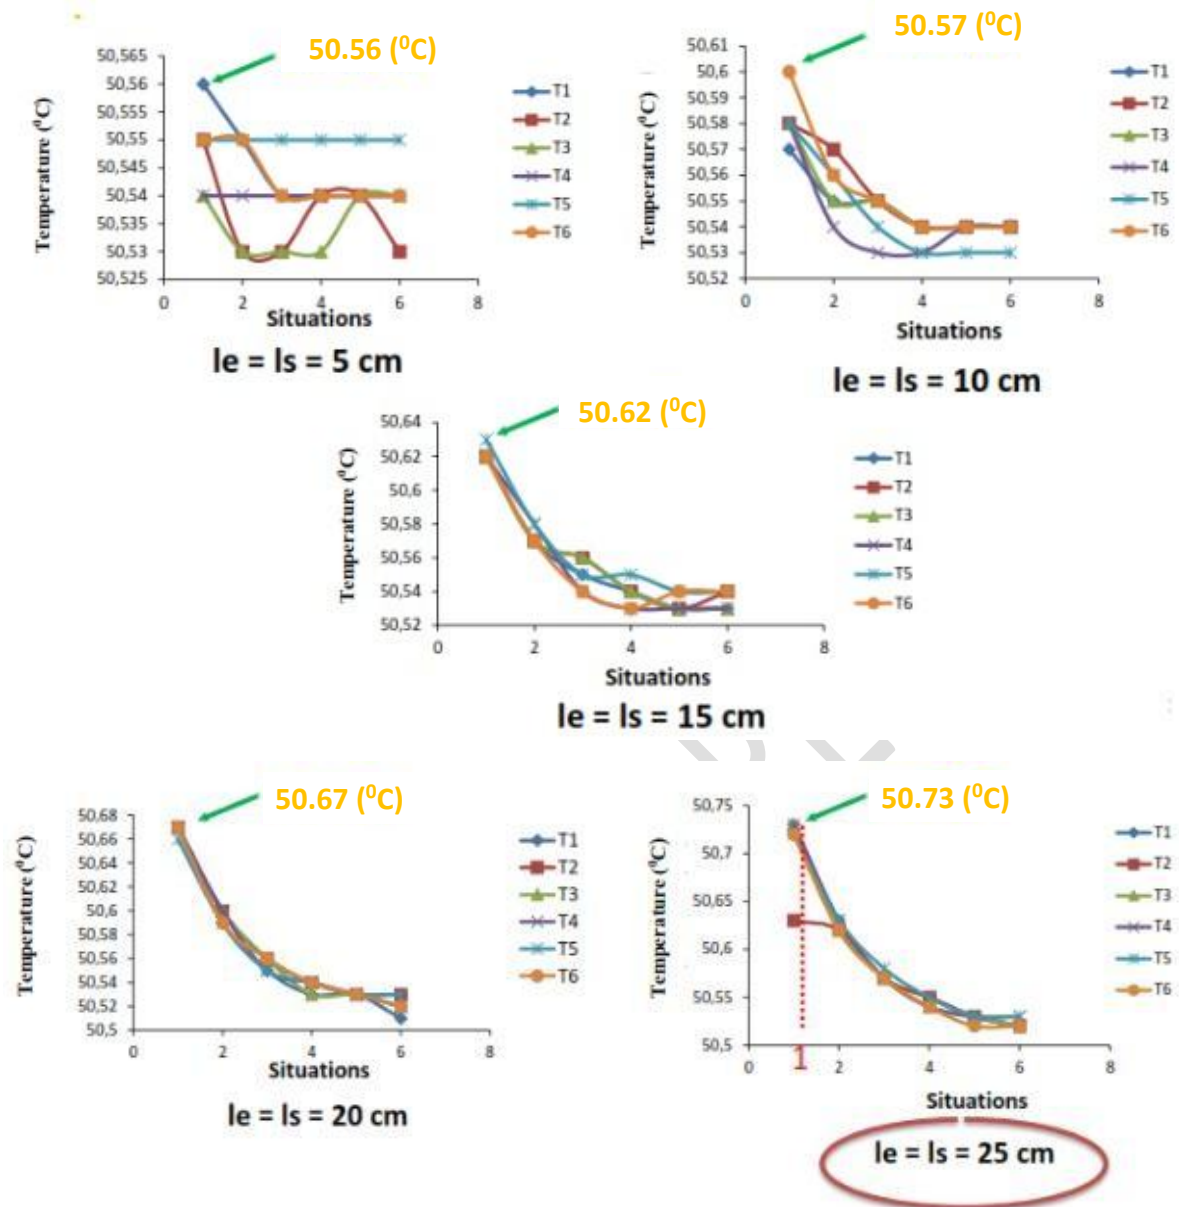 50.56 (⁰C)
50,565
50,56
50,555
50,55
50,545
50,54
50,535
50,53
50,525
Temperature (⁰C)
0 2 4 6 8
Situations
T1
T2
T3
T4
T5
T6
le = ls = 5 cm
50.57 (⁰C)
50,61
50,6
50,59
50,58
50,57
50,56
50,55
50,54
50,53
50,52
Temperature (⁰C)
0 2 4 6 8
Situations
T1
T2
T3
T4
T5
T6
le = ls = 10 cm
50.62 (⁰C)
50,64
50,62
50,6
50,58
50,56
50,54
50,52
Temperature (⁰C)
0 2 4 6 8
Situations
T1
T2
T3
T4
T5
T6
le = ls = 15 cm
50.67 (⁰C)
50,68
50,66
50,64
50,62
50,6
50,58
50,56
50,54
50,52
50,5
Temperature (⁰C)
0 2 4 6 8
Situations
T1
T2
T3
T4
T5
T6
le = ls = 20 cm
50.73 (⁰C)
50,75
50,7
50,65
50,6
50,55
50,5
Temperature (⁰C)
0 1 2 4 6 8
Situations
T1
T2
T3
T4
T5
T6
le = ls = 25 cm